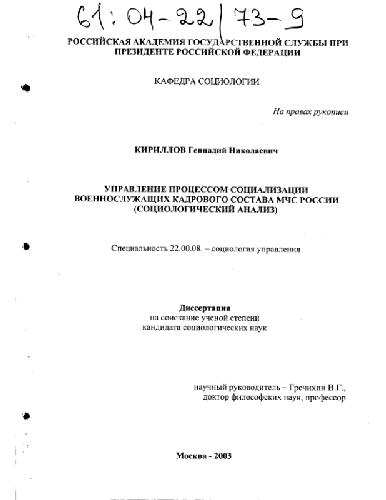 61:04-22/73-9
РОССИЙСКАЯ АКАДЕМИЯ ГОСУДАРСТВЕННОЙ СЛУЖБЫ ПРИ
ПРЕЗИДЕНТЕ РОССИЙСКОЙ ФЕДЕРАЦИИ
КАФЕДРА СОЦИОЛОГИИ
На правах рукописи
КИРИЛЛОВ Геннадий Николаевич
УПРАВЛЕНИЕ ПРОЦЕССОМ СОЦИАЛИЗАЦИИ
ВОЕННОСЛУЖАЩИХ КАДРОВОГО СОСТАВА МЧС РОССИИ
(СОЦИОЛОГИЧЕСКИЙ АНАЛИЗ)
Специальность 22.00.08. – социология управления
Диссертация
на соискание ученой степени
кандидата социологических наук
научный руководитель – Гречихин В.Г.,
доктор философских наук, профессор
Москва - 2003